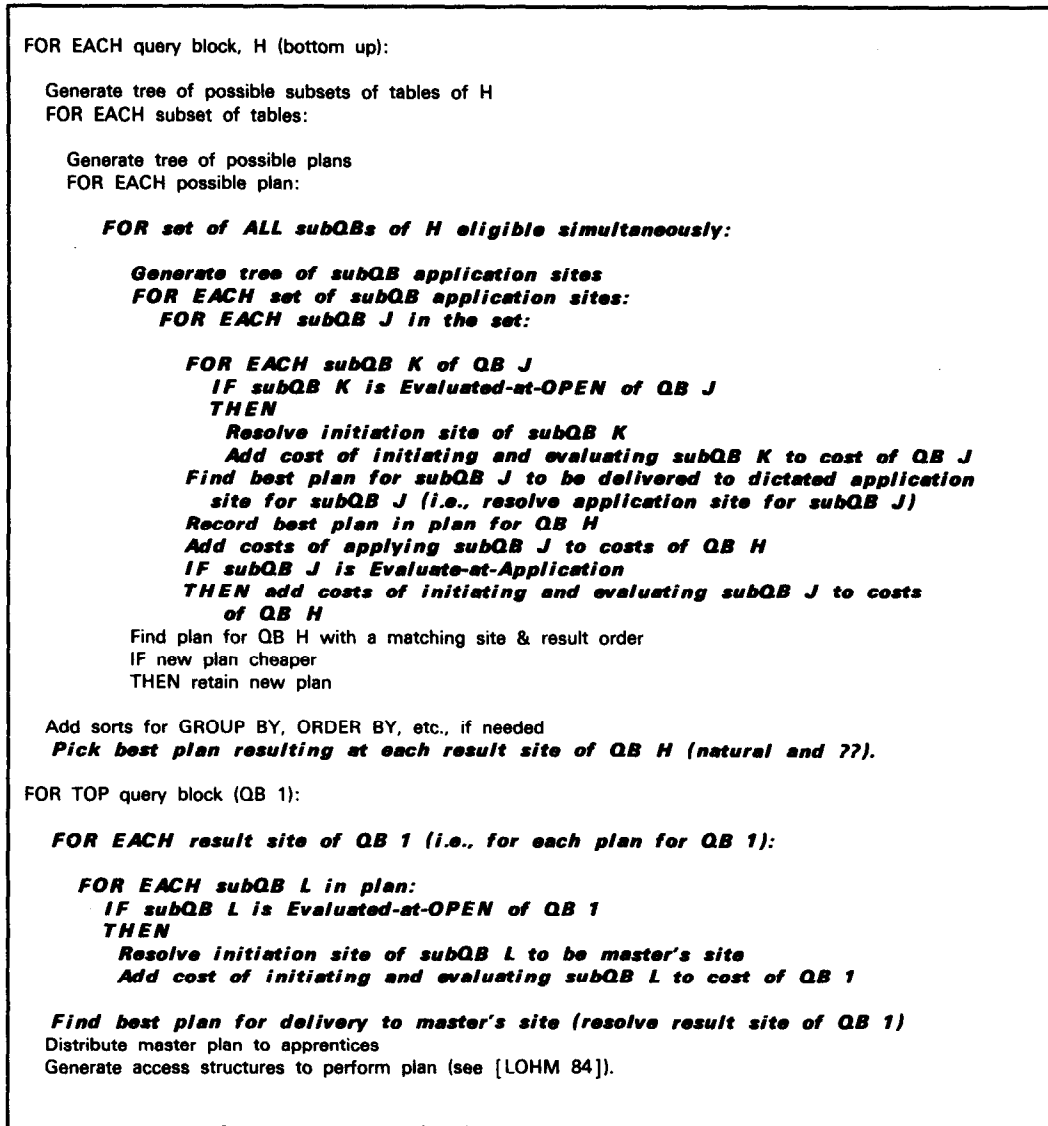 FOR EACH query block, H (bottom up):
Generate tree of possible subsets of tables of H
FOR EACH subset of tables:
Generate tree of possible plans
FOR EACH possible plan:
FOR set of ALL subQBs of H eligible simultaneously:
Generate tree of subQB application sites
FOR EACH set of subQB application sites:
FOR EACH subQB J in the set:
FOR EACH subQB K of QB J
IF subQB K is Evaluated-at-OPEN of QB J
THEN
Resolve initiation site of subQB K
Add cost of initiating and evaluating subQB K to cost of QB J
Find best plan for subQB J to be delivered to dictated application
site for subQB J (i.e., resolve application site for subQB J)
Record best plan in plan for QB H
Add costs of applying subQB J to costs of QB H
IF subQB J is Evaluate-at-Application
THEN add costs of initiating and evaluating subQB J to costs
of QB H
Find plan for QB H with a matching site & result order
IF new plan cheaper
THEN retain new plan
Add sorts for GROUP BY, ORDER BY, etc., if needed
Pick best plan resulting at each result site of QB H (natural and ??).
FOR TOP query block (QB 1):
FOR EACH result site of QB 1 (i.e., for each plan for QB 1):
FOR EACH subQB L in plan:
IF subQB L is Evaluated-at-OPEN of QB 1
THEN
Resolve initiation site of subQB L to be master's site
Add cost of initiating and evaluating subQB L to cost of QB 1
Find best plan for delivery to master's site (resolve result site of QB 1)
Distribute master plan to apprentices
Generate access structures to perform plan (see [LOHM 84]).